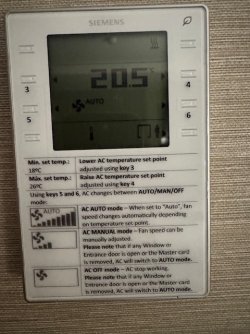 SIEMENS
3
4
5
6
20.5
AUTO
Min. set temp.: Lower AC temperature set point
18ºC adjusted using key 3
Máx. set temp.: Raise AC temperature set point
26ºC adjusted using key 4
Using keys 5 and 6, AC changes between AUTO/MAN/OFF
mode:
AUTO
AC AUTO mode – When set to "Auto", fan
speed changes automatically depending
on temperature set point.
AC MANUAL mode – Fan speed can be
manually adjusted.
Please note that if any Window or
Entrance door is open or the Master card
is removed, AC will switch to AUTO mode.
AC OFF mode – AC stop working.
Please note that if any Window or
Entrance door is open or the Master card
is removed, AC will switch to AUTO mode.